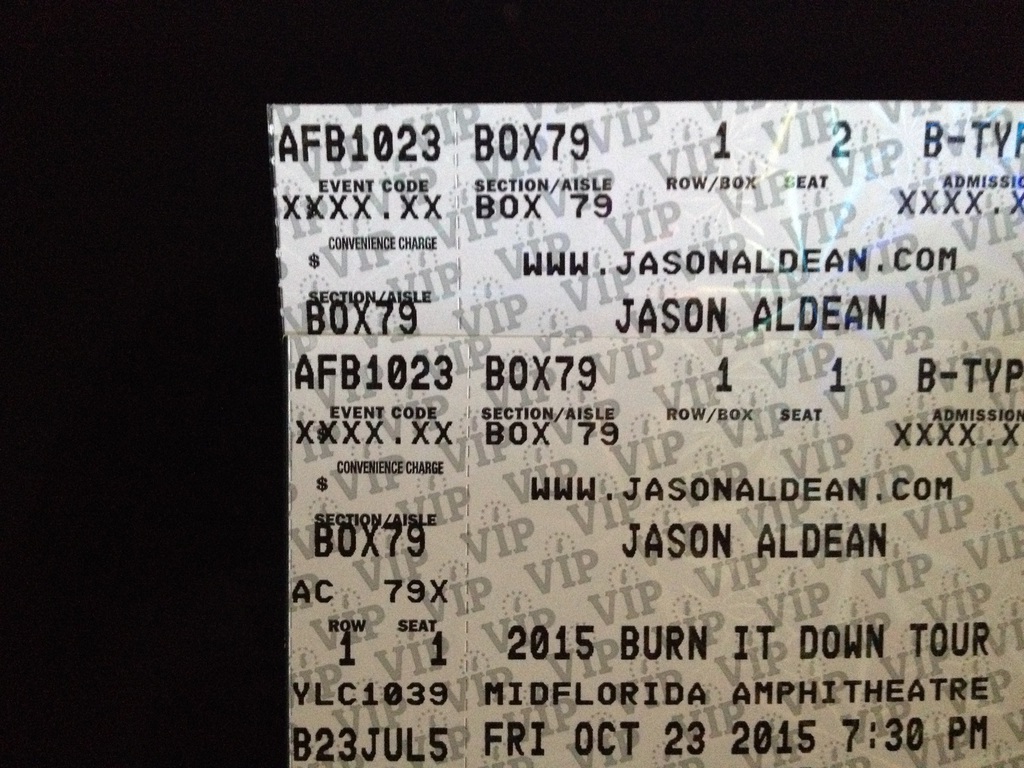 AFB1023 BOX79 1 2 B-TYP
EVENT CODE SECTION/AISLE ROW/BOX SEAT ADMISSIO
XXXX.XX BOX 79 XXXX.X
CONVENIENCE CHARGE
$ WWW.JASONALDEAN.COM
SECTION/AISLE
BOX79 JASON ALDEAN
AFB1023 BOX79 1 1 B-TYP
EVENT CODE SECTION/AISLE ROW/BOX SEAT ADMISSION
XXXX.XX BOX 79 XXXX.X
CONVENIENCE CHARGE
$ WWW.JASONALDEAN.COM
SECTION/AISLE
BOX79 JASON ALDEAN
AC 79X
ROW SEAT
1 1 2015 BURN IT DOWN TOUR
YLC1039 MIDFLORIDA AMPHITHEATRE
B23JUL5 FRI OCT 23 2015 7:30 PM